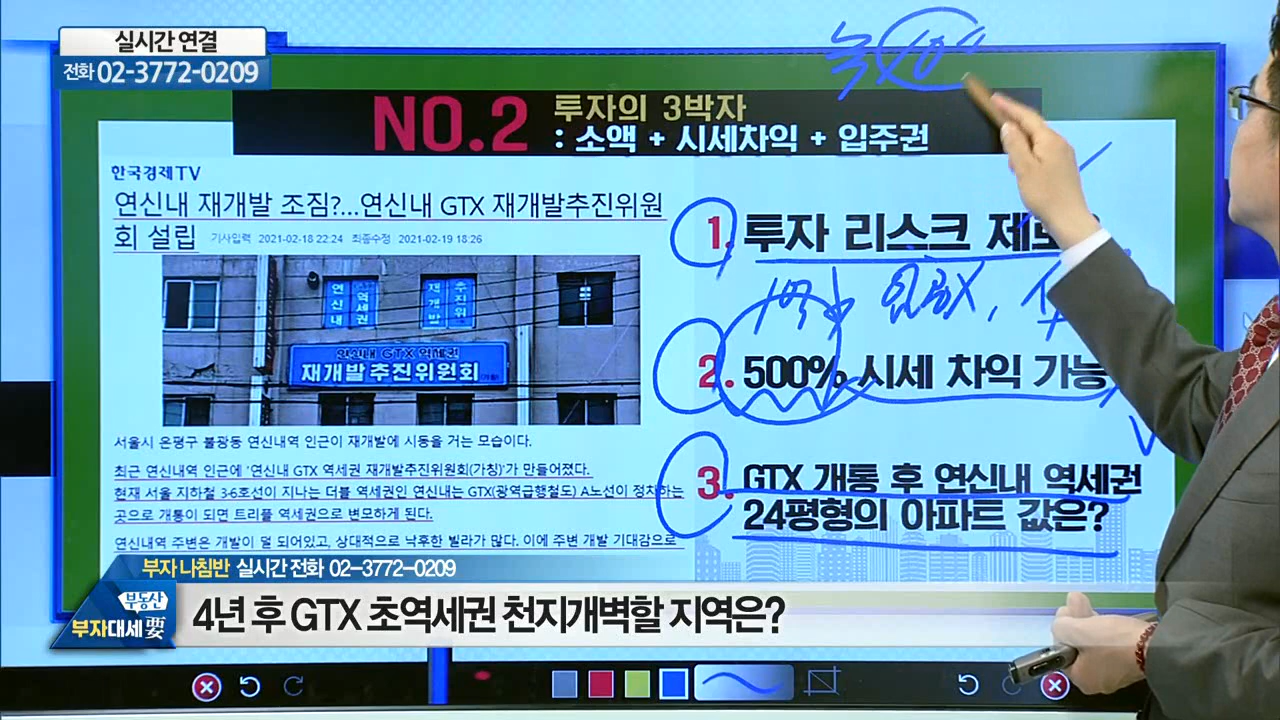 실시간 연결
전화 02-3772-0209
NO.2 투자의 3박자
: 소액 + 시세차익 + 입주권
한국경제TV
연신내 재개발 조짐?...연신내 GTX 재개발추진위원
회 설립 기사입력 2021-02-18 22:24 최종수정 2021-02-19 18:26
연신내
역세권
재개발
추진위
연신내 GTX 역세권
재개발추진위원회(가칭)
서울시 은평구 불광동 연신내역 인근이 재개발에 시동을 거는 모습이다.
최근 연신내역 인근에 '연신내 GTX 역세권 재개발추진위원회(가칭)'가 만들어졌다.
현재 서울 지하철 3·6호선이 지나는 더블 역세권인 연신내는 GTX(광역급행철도) A노선이 정차하는
곳으로 개통이 되면 트리플 역세권으로 변모하게 된다.
연신내역 주변은 개발이 덜 되어있고, 상대적으로 낙후한 빌라가 많다. 이에 주변 개발 기대감으로
1. 투자 리스크
2. 500% 시세 차익 가능
3. GTX 개통 후 연신내 역세권
24평형의 아파트 값은?
부자 나침반 실시간 전화 02-3772-0209
부동산
부자대세 要
4년 후 GTX 초역세권 천지개벽할 지역은?